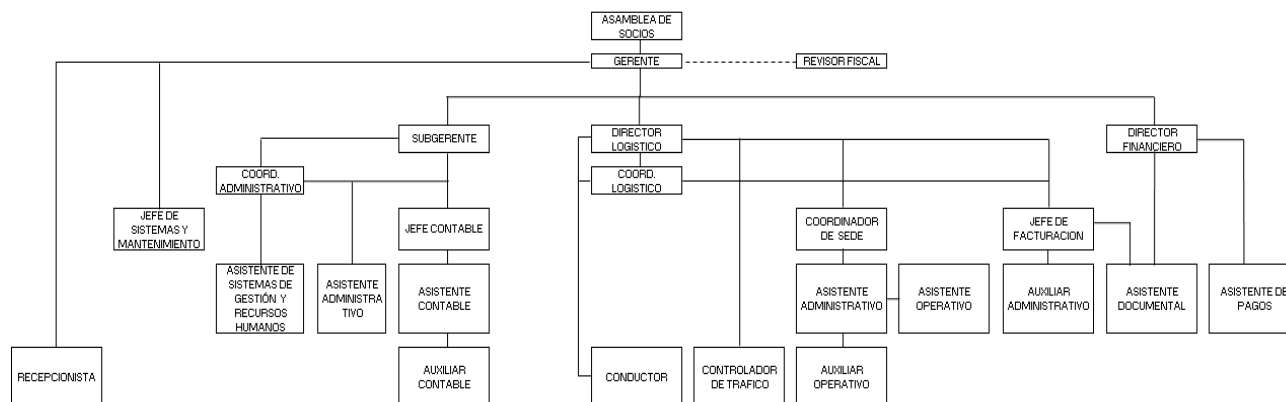 ASAMBLEA DE
SOCIOS
GERENTE
REVISOR FISCAL
SUBGERENTE
DIRECTOR
LOGISTICO
DIRECTOR
FINANCIERO
COORD.
ADMINISTRATIVO
COORD.
LOGISTICO
JEFE DE
SISTEMAS Y
MANTENIMIENTO
JEFE CONTABLE
COORDINADOR
DE SEDE
JEFE DE
FACTURACION
ASISTENTE DE
SISTEMAS DE
GESTIÓN Y
RECURSOS
HUMANOS
ASISTENTE
ADMINISTRA
TIVO
ASISTENTE
CONTABLE
ASISTENTE
ADMINISTRATIVO
ASISTENTE
OPERATIVO
AUXILIAR
ADMINISTRATIVO
ASISTENTE
DOCUMENTAL
ASISTENTE DE
PAGOS
RECEPCIONISTA
AUXILIAR
CONTABLE
CONDUCTOR
CONTROLADOR
DE TRAFICO
AUXILIAR
OPERATIVO